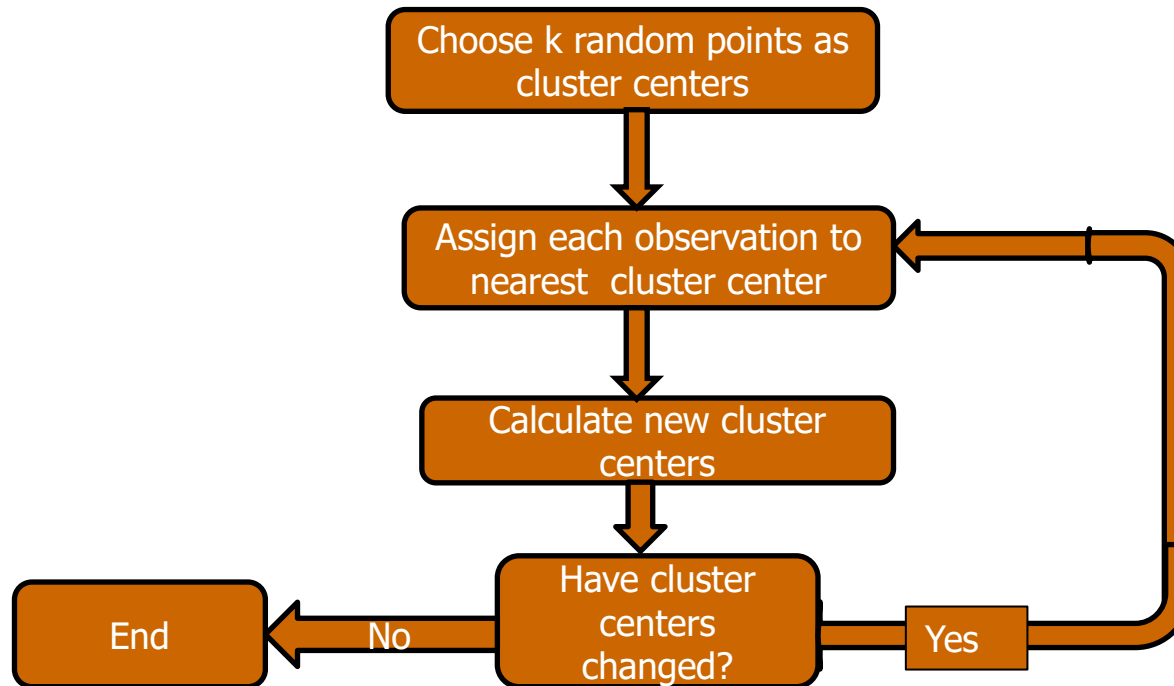 Choose k random points as
cluster centers
Assign each observation to
nearest  cluster center
Calculate new cluster
centers
Have cluster
centers
changed?
Yes
No
End